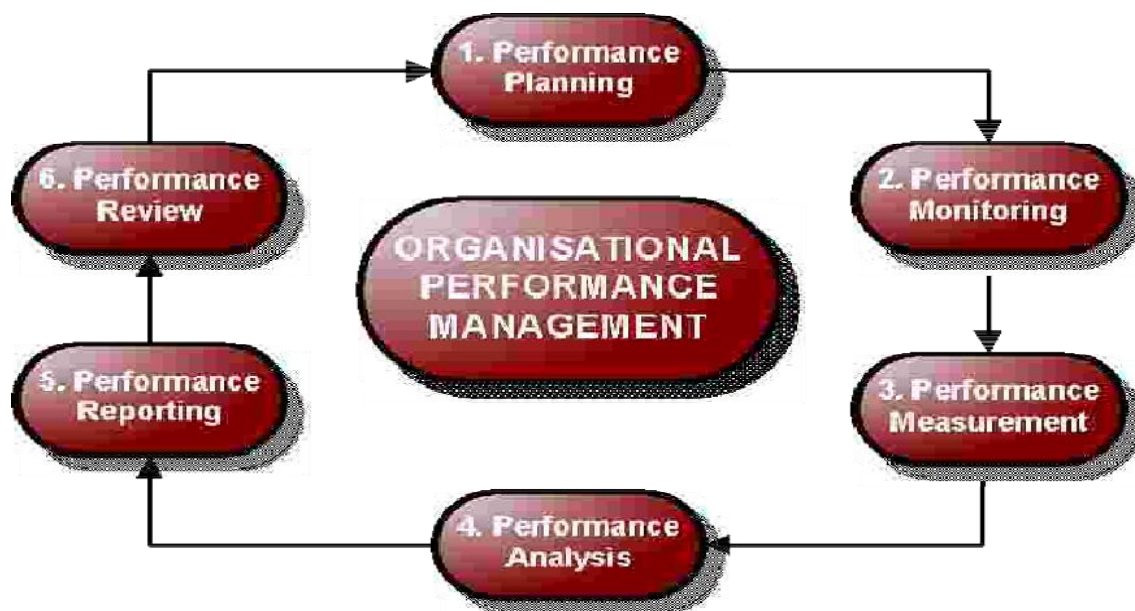 1. Performance
Planning
2. Performance
Monitoring
3. Performance
Measurement
4. Performance
Analysis
5. Performance
Reporting
6. Performance
Review
ORGANISATIONAL
PERFORMANCE
MANAGEMENT